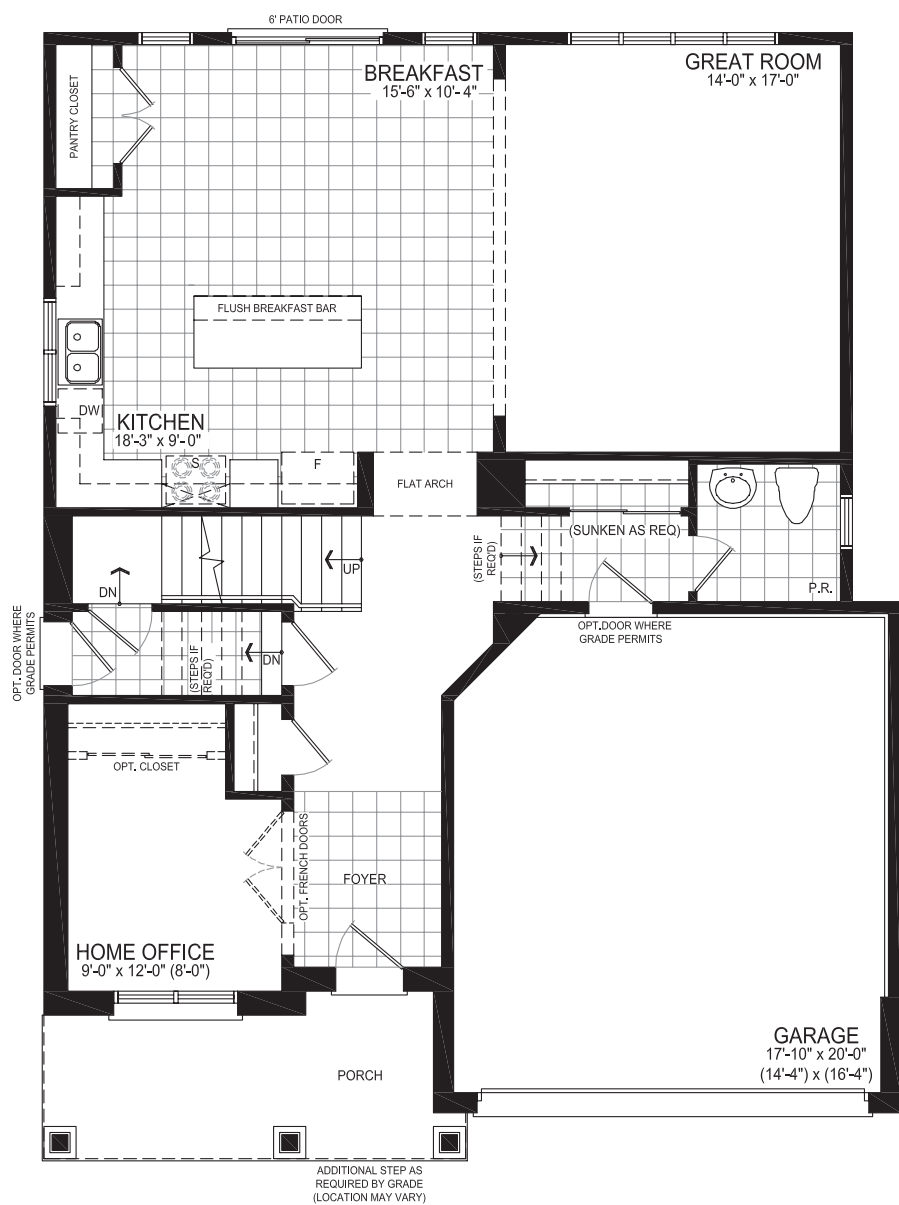 6' PATIO DOOR
PANTRY CLOSET
BREAKFAST
15'-6" x 10'-4"
GREAT ROOM
14'-0" x 17'-0"
FLUSH BREAKFAST BAR
DW
KITCHEN
18'-3" x 9'-0"
S
F
FLAT ARCH
(STEPS IF
REQ'D)
(SUNKEN AS REQ)
P.R.
UP
DN
OPT. DOOR WHERE
GRADE PERMITS
(STEPS IF
REQ'D)
DN
OPT.DOOR WHERE
GRADE PERMITS
OPT. CLOSET
OPT. FRENCH DOORS
FOYER
HOME OFFICE
9'-0" x 12'-0" (8'-0")
GARAGE
17'-10" x 20'-0"
(14'-4") x (16'-4")
PORCH
ADDITIONAL STEP AS
REQUIRED BY GRADE
(LOCATION MAY VARY)